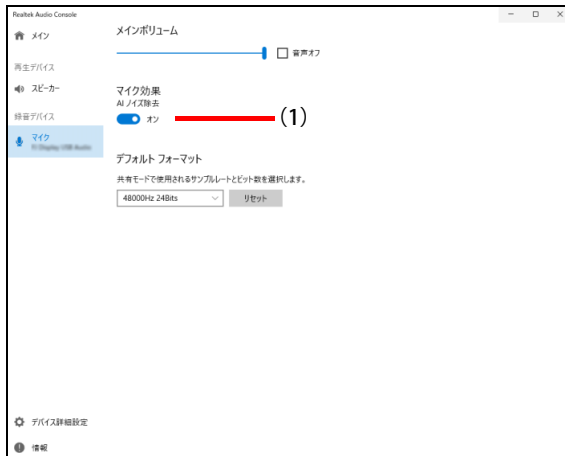 Realtek Audio Console
メイン
再生デバイス
スピーカー
録音デバイス
マイク
メインボリューム
音声オフ
マイク効果
AI ノイズ除去
オン
(1)
デフォルト フォーマット
共有モードで使用されるサンプルレートとビット数を選択します。
48000Hz 24Bits
リセット
デバイス詳細設定
情報